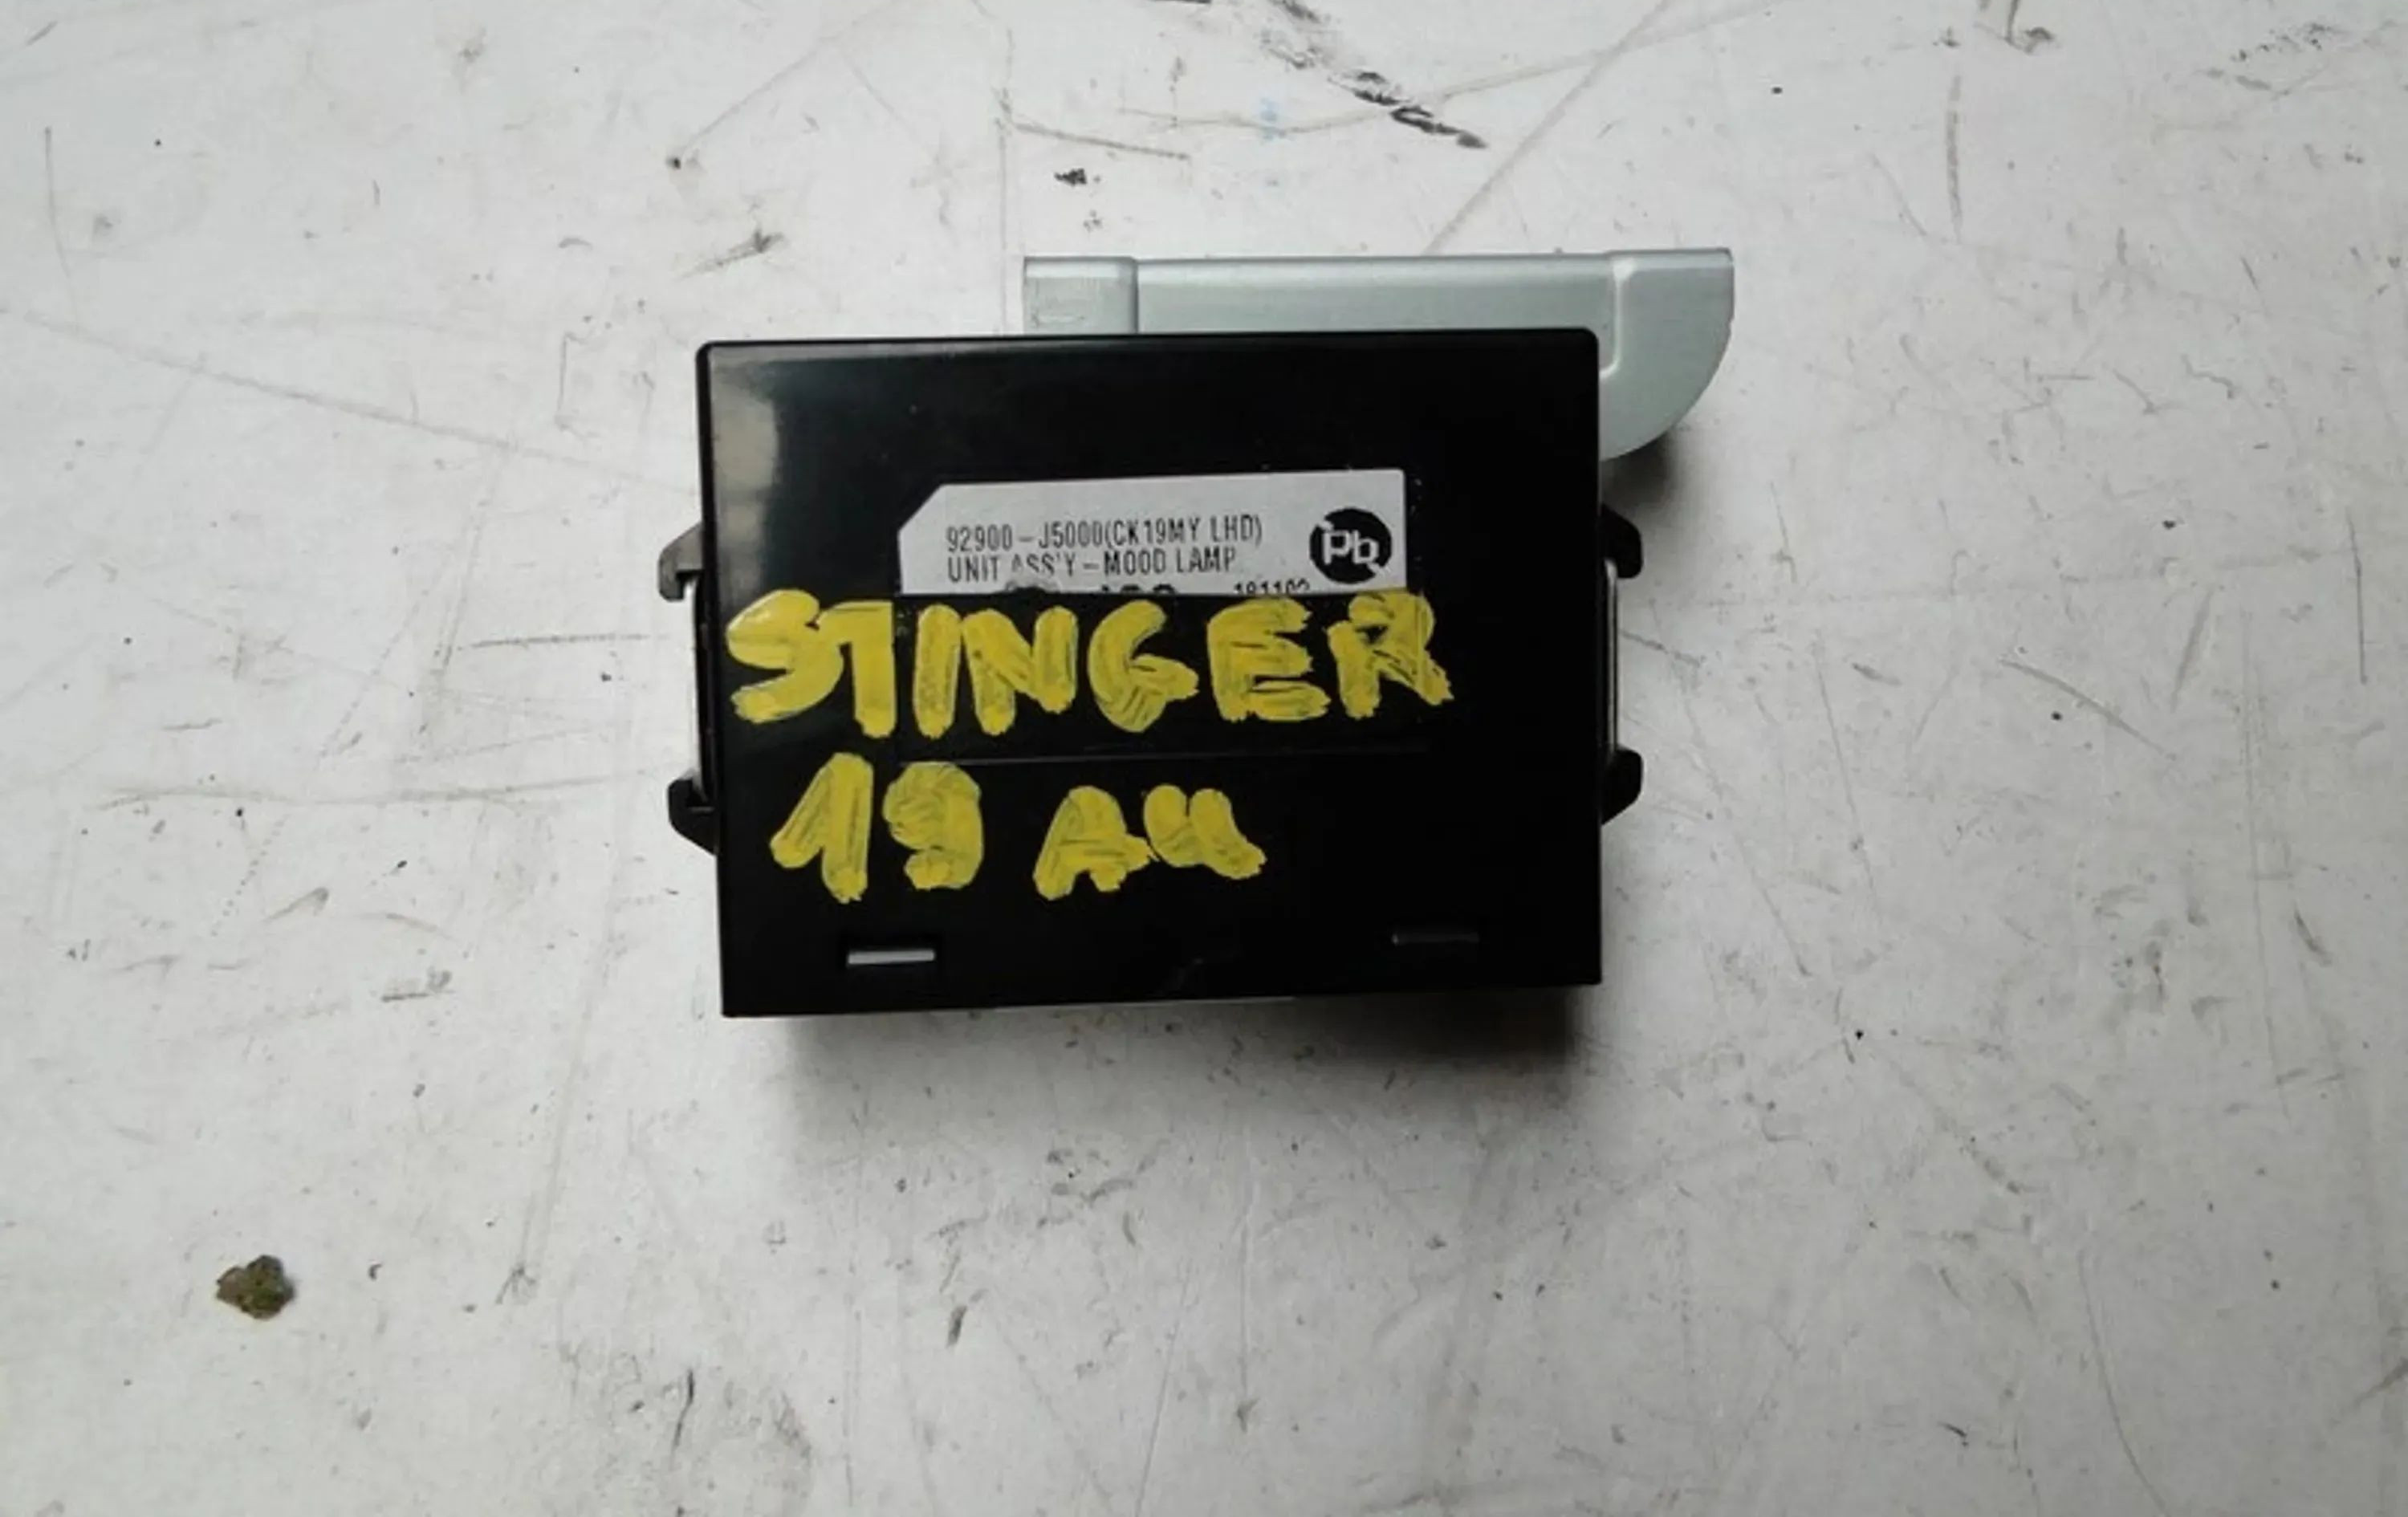 92900-J5000(CK19MY LHD)
UNIT ASS'Y-MOOD LAMP
Pb
STINGER
19 AU